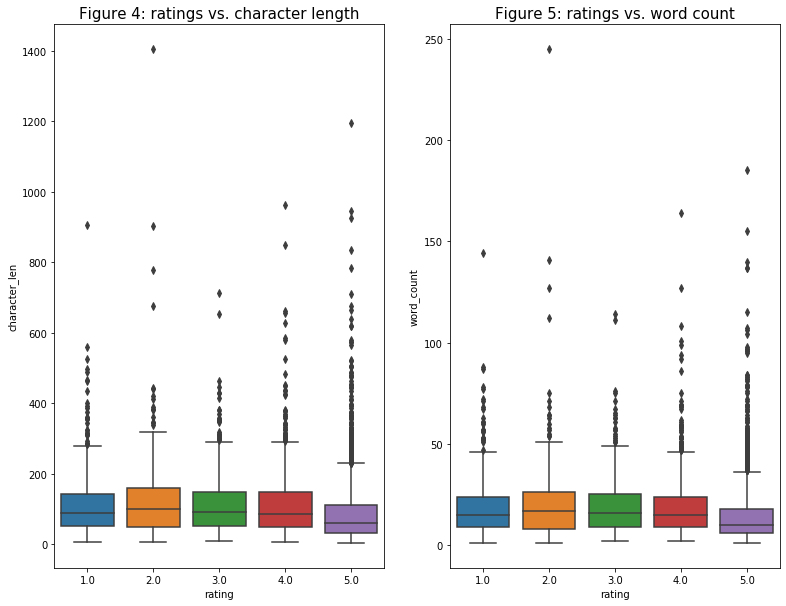 Figure 4: ratings vs. character length
1400
1200
1000
800
600
400
200
0
character_len
1.0 2.0 3.0 4.0 5.0
rating
Figure 5: ratings vs. word count
250
200
150
100
50
0
word_count
1.0 2.0 3.0 4.0 5.0
rating